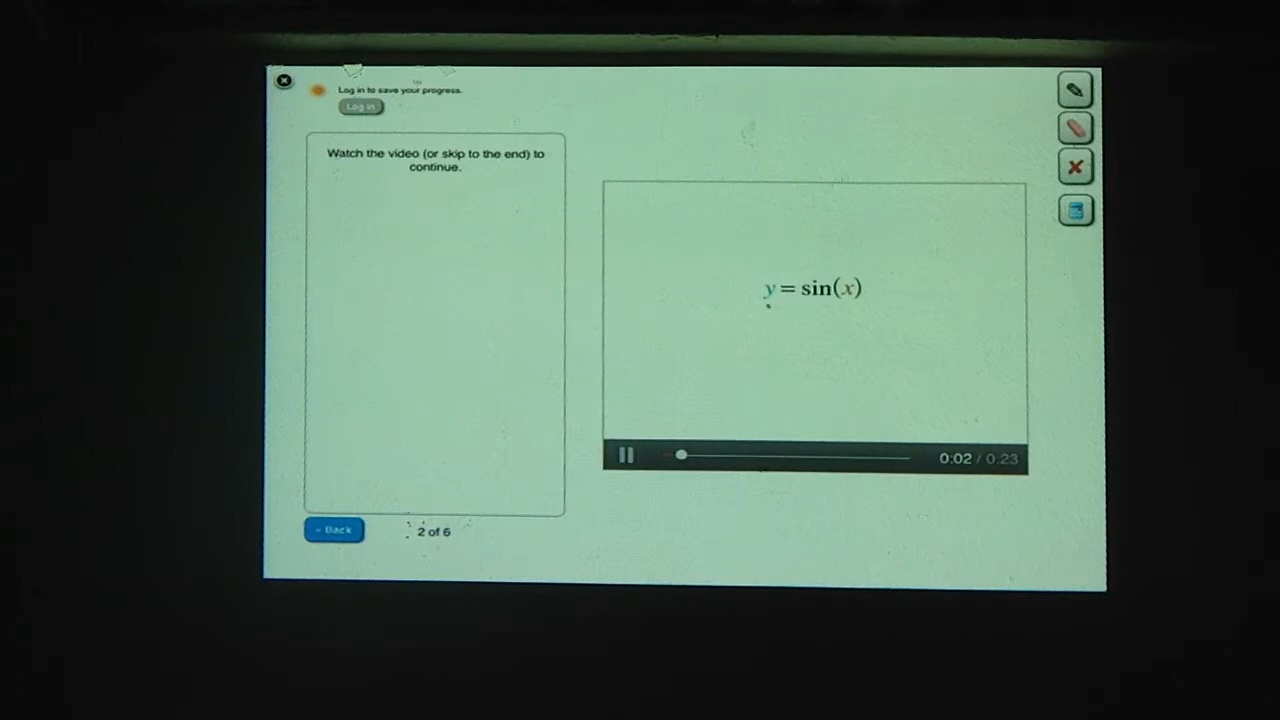 Log in to save your progress.
Log in
Watch the video (or skip to the end) to
continue.
y = sin(x)
0:02 / 0:23
- Back
2 of 6